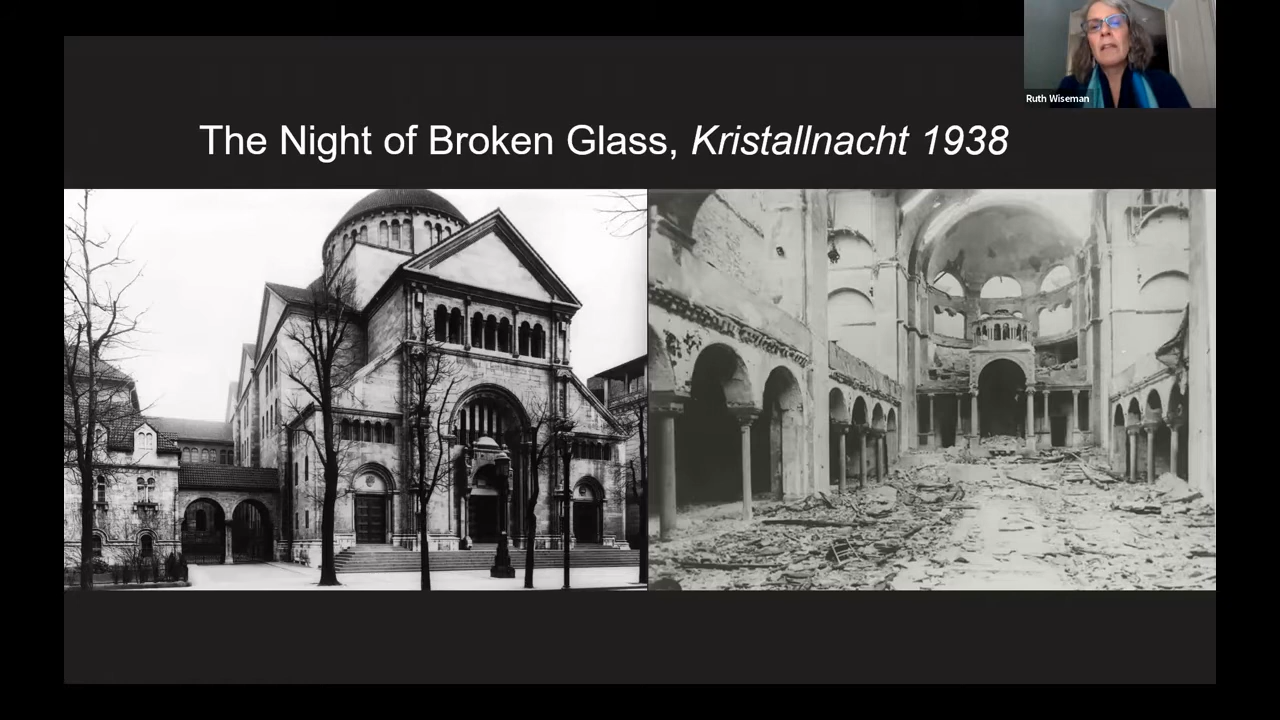 The Night of Broken Glass, Kristallnacht 1938
Ruth Wiseman